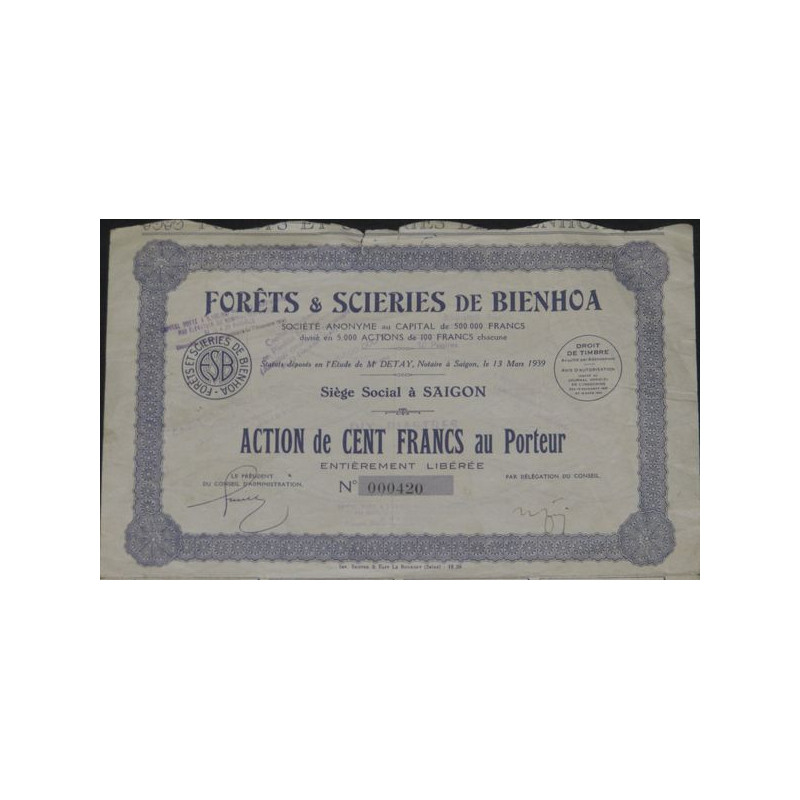 FORÊTS & SCIERIES DE BIENHOA
SOCIÉTÉ ANONYME au CAPITAL de 500.000 FRANCS
divisé en 5.000 ACTIONS de 100 FRANCS chacune
Statuts déposés en l'Étude de Mᵉ DETAY, Notaire à Saigon, le 13 Mars 1939
FORÊTS ET SCIERIES DE BIENHOA
ESB
DROIT
DE TIMBRE
Siège Social à SAIGON
ACTION de CENT FRANCS au Porteur
ENTIÈREMENT LIBÉRÉE
LE PRÉSIDENT
DU CONSEIL D'ADMINISTRATION,
N° 000420
PAR DÉLÉGATION DU CONSEIL,